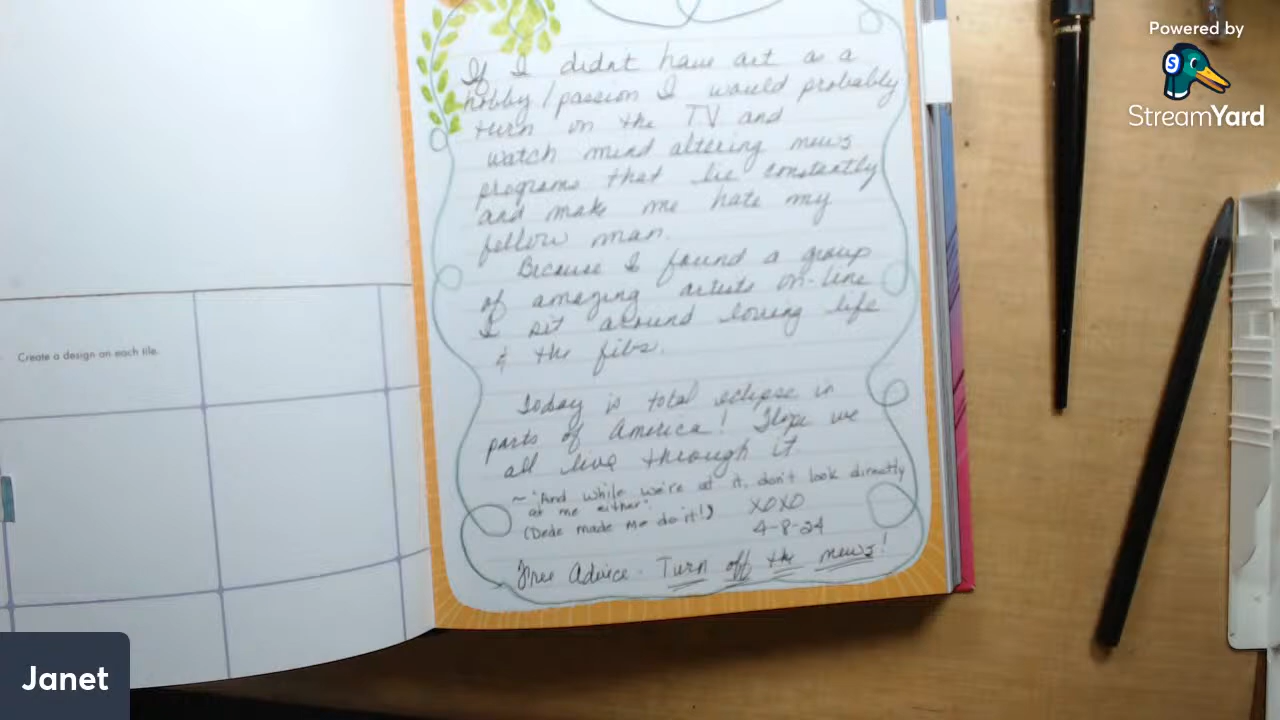 If I didn't have art as a
hobby/passion I would probably
turn on the TV and
watch mind altering news
programs that lie constantly
and make me hate my
fellow man.
Because I found a group
of amazing artists on-line
I sit around loving life
& the fibs.
Today is total eclipse in
parts of America! Hope we
all live through it.
~ "And while we're at it, don't look directly
at me either".
(Dede made me do it!) XOXO
4-8-24
Free Advice - Turn off the news!
Create a design on each tile.
Powered by
StreamYard
Janet